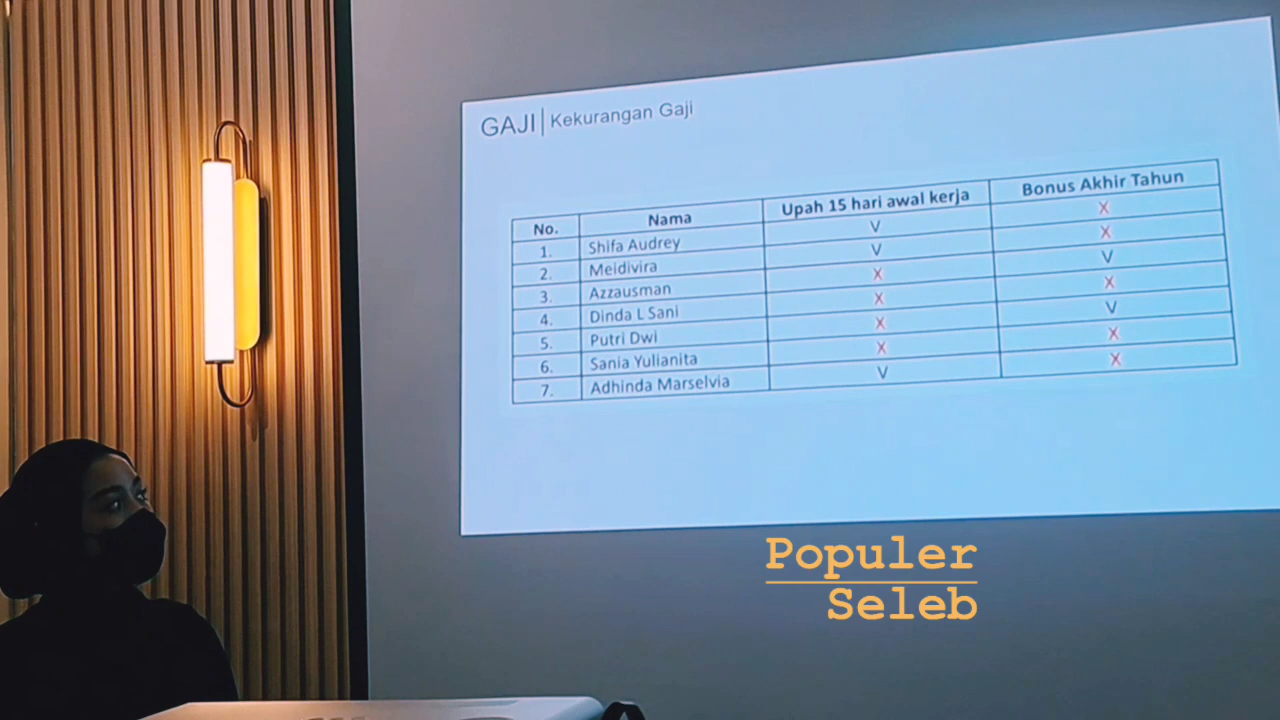 GAJI | Kekurangan Gaji
No. Nama Upah 15 hari awal kerja Bonus Akhir Tahun
1. Shifa Audrey V X
2. Meidivira V X
3. Azzausman X V
4. Dinda L Sani X X
5. Putri Dwi X V
6. Sania Yulianita X X
7. Adhinda Marselvia V X
Populer
Seleb